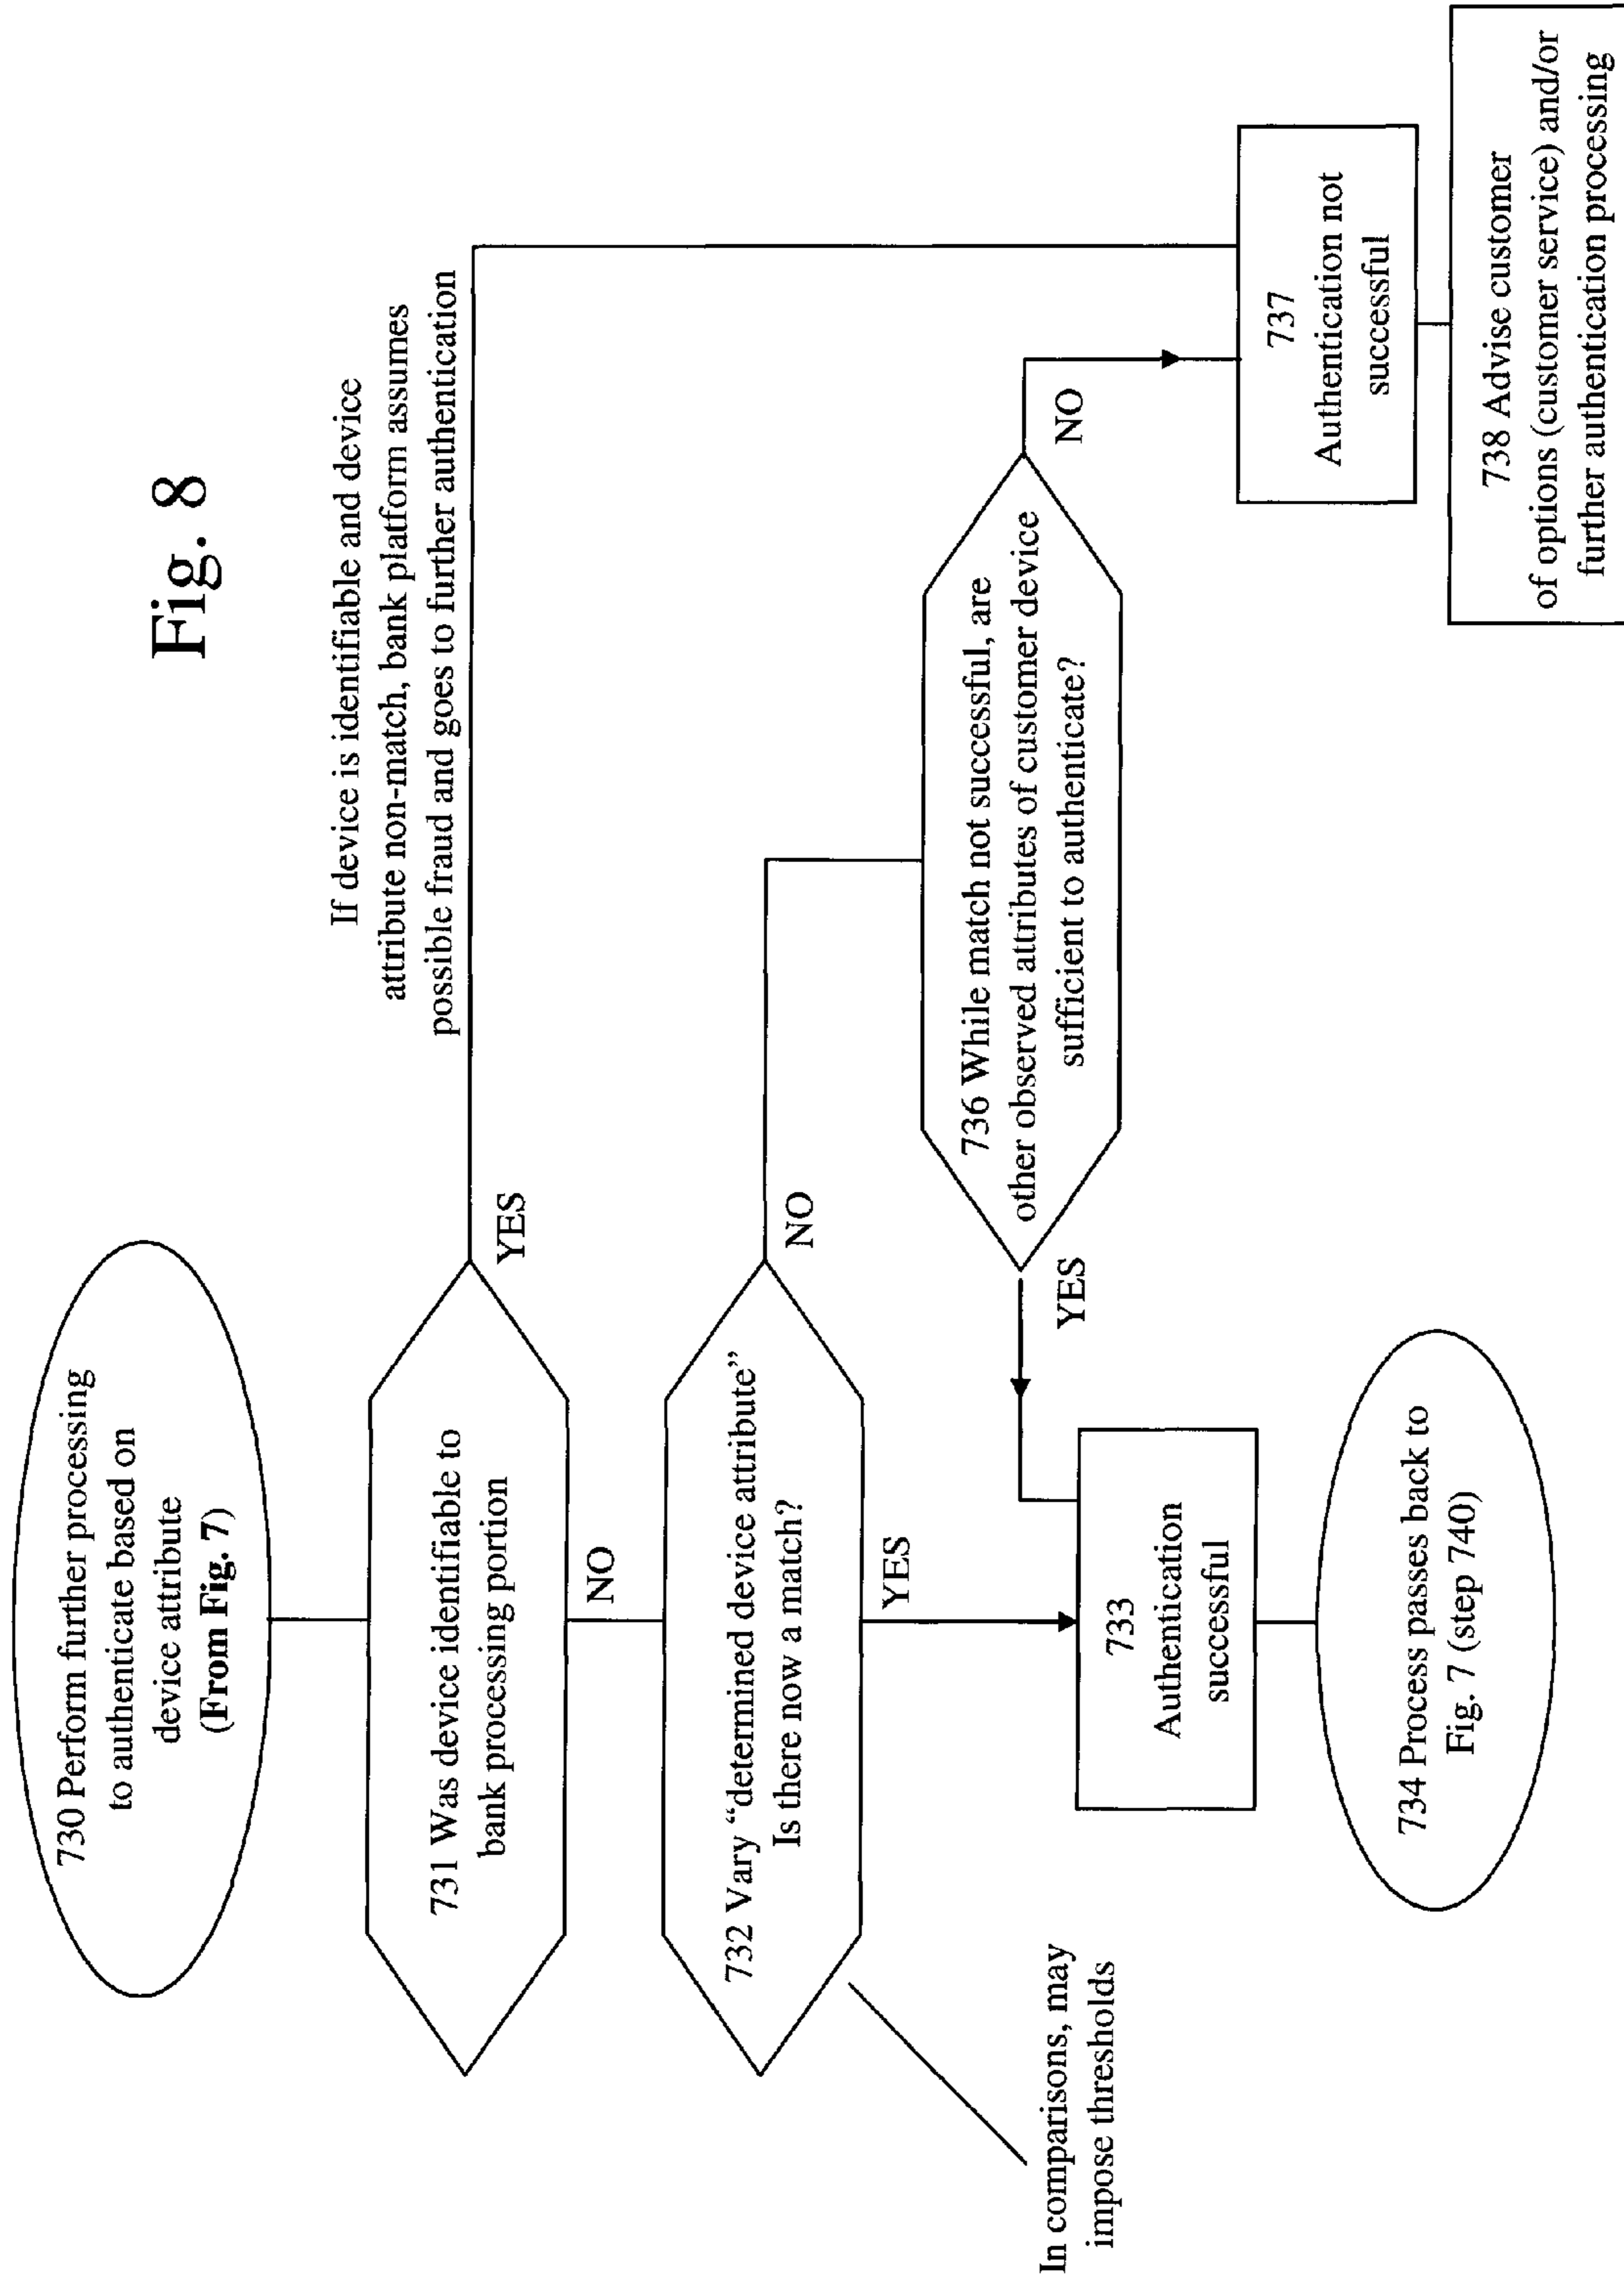 Fig. 8
730 Perform further processing
to authenticate based on
device attribute
(From Fig. 7)
If device is identifiable and device
attribute non-match, bank platform assumes
possible fraud and goes to further authentication
731 Was device identifiable to
bank processing portion
YES
NO
732 Vary “determined device attribute”
Is there now a match?
NO
YES
In comparisons, may
impose thresholds
736 While match not successful, are
other observed attributes of customer device
sufficient to authenticate?
YES
NO
733
Authentication
successful
737
Authentication not
successful
734 Process passes back to
Fig. 7 (step 740)
738 Advise customer
of options (customer service) and/or
further authentication processing